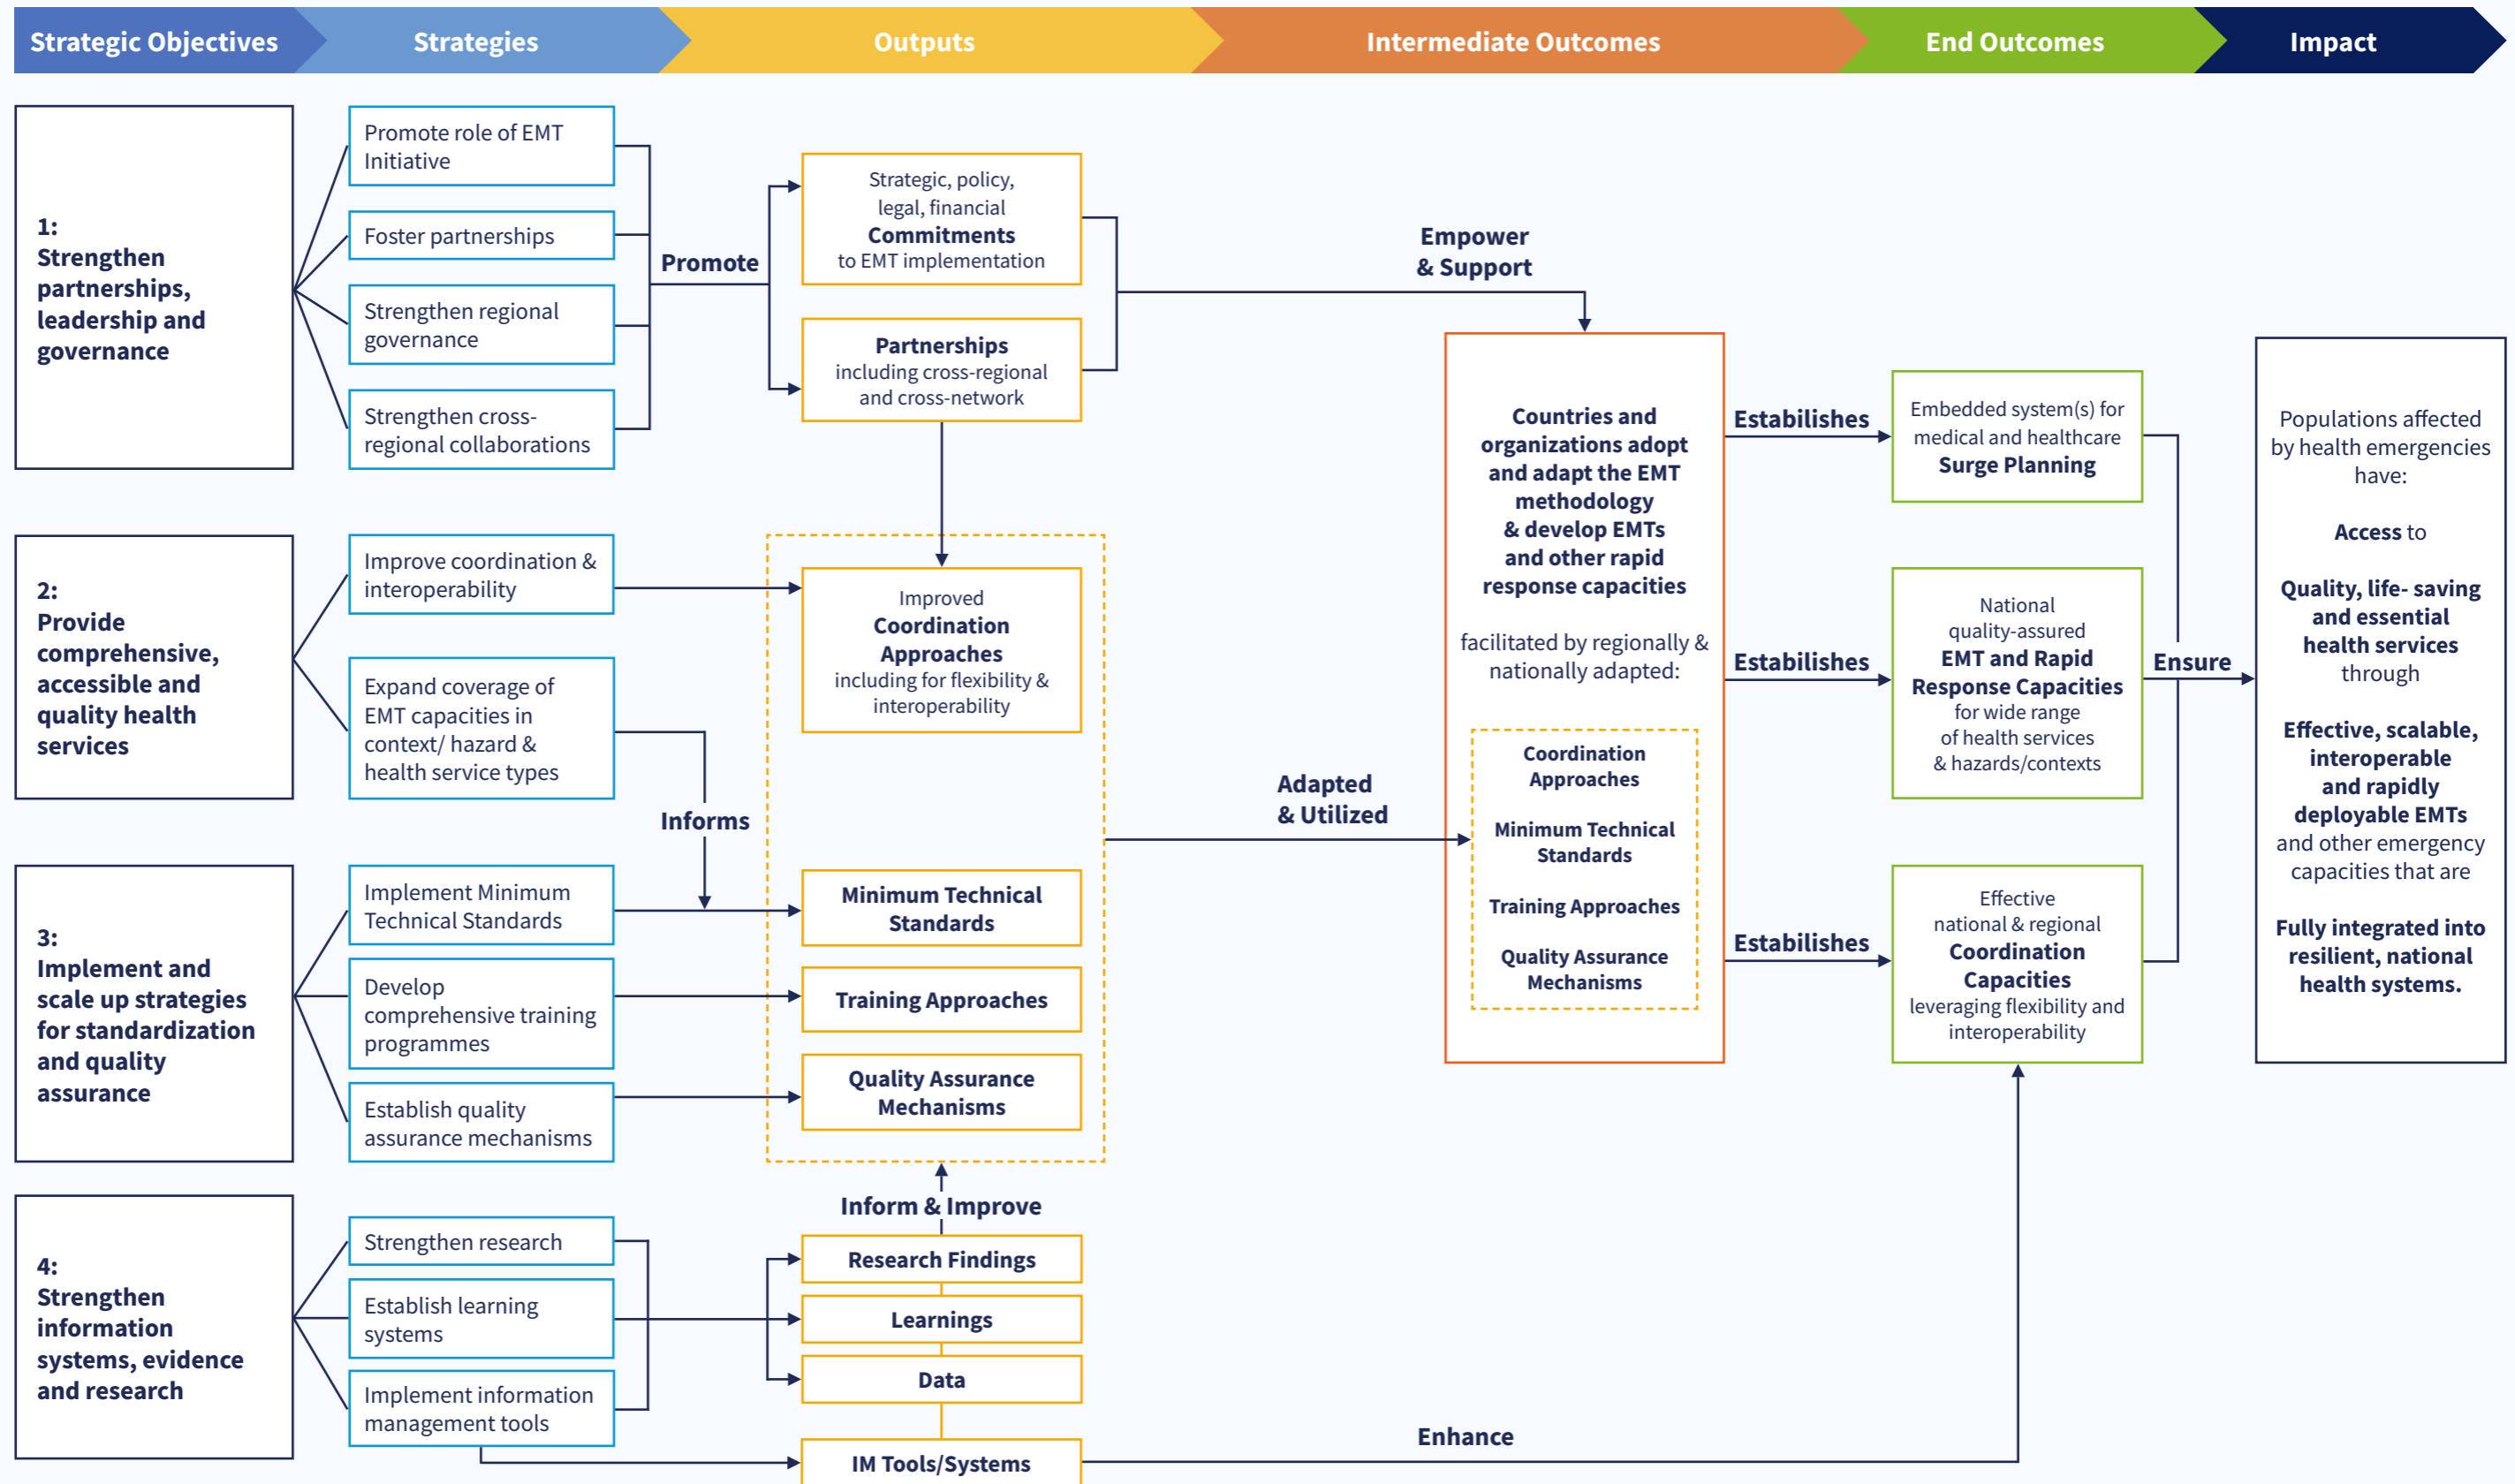 Strategic Objectives
Strategies
Outputs
Intermediate Outcomes
End Outcomes
Impact
1:
Strengthen
partnerships,
leadership and
governance
Promote role of EMT
Initiative
Foster partnerships
Strengthen regional
governance
Strengthen cross-
regional collaborations
Promote
Strategic, policy,
legal, financial
Commitments
to EMT implementation
Partnerships
including cross-regional
and cross-network
Empower
& Support
2:
Provide
comprehensive,
accessible and
quality health
services
Improve coordination &
interoperability
Expand coverage of
EMT capacities in
context/ hazard &
health service types
Informs
Improved
Coordination
Approaches
including for flexibility &
interoperability
3:
Implement and
scale up strategies
for standardization
and quality
assurance
Implement Minimum
Technical Standards
Develop
comprehensive training
programmes
Establish quality
assurance mechanisms
Minimum Technical
Standards
Training Approaches
Quality Assurance
Mechanisms
Adapted
& Utilized
Inform & Improve
4:
Strengthen
information
systems, evidence
and research
Strengthen research
Establish learning
systems
Implement information
management tools
Research Findings
Learnings
Data
IM Tools/Systems
Enhance
Countries and
organizations adopt
and adapt the EMT
methodology
& develop EMTs
and other rapid
response capacities
facilitated by regionally &
nationally adapted:
Coordination
Approaches
Minimum Technical
Standards
Training Approaches
Quality Assurance
Mechanisms
Estabilishes
Estabilishes
Estabilishes
Embedded system(s) for
medical and healthcare
Surge Planning
National
quality-assured
EMT and Rapid
Response Capacities
for wide range
of health services
& hazards/contexts
Effective
national & regional
Coordination
Capacities
leveraging flexibility and
interoperability
Ensure
Populations affected
by health emergencies
have:
Access to
Quality, life- saving
and essential
health services
through
Effective, scalable,
interoperable
and rapidly
deployable EMTs
and other emergency
capacities that are
Fully integrated into
resilient, national
health systems.